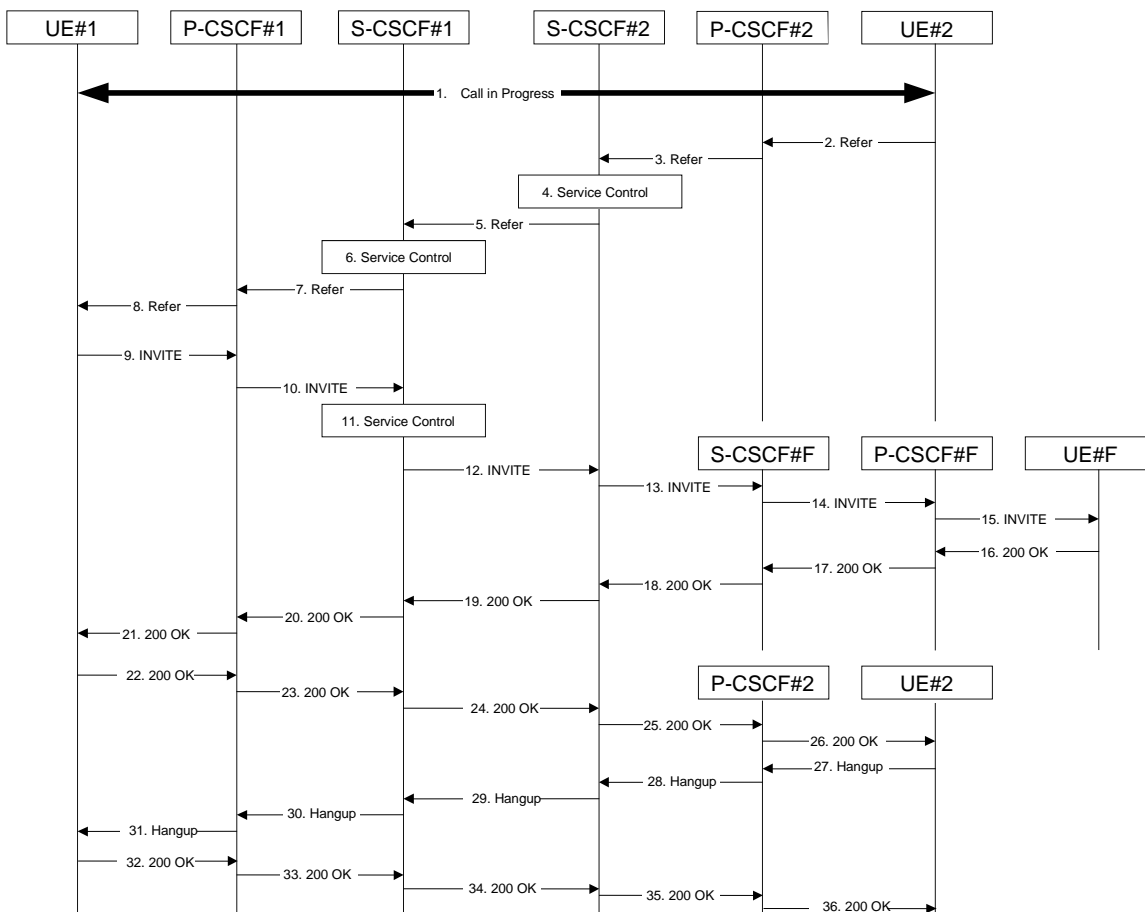 UE#1
P-CSCF#1
S-CSCF#1
S-CSCF#2
P-CSCF#2
UE#2
1. Call in Progress
2. Refer
3. Refer
4. Service Control
5. Refer
6. Service Control
7. Refer
8. Refer
9. INVITE
10. INVITE
11. Service Control
S-CSCF#F
P-CSCF#F
UE#F
12. INVITE
13. INVITE
14. INVITE
15. INVITE
16. 200 OK
17. 200 OK
18. 200 OK
19. 200 OK
20. 200 OK
21. 200 OK
22. 200 OK
P-CSCF#2
UE#2
23. 200 OK
24. 200 OK
25. 200 OK
26. 200 OK
27. Hangup
28. Hangup
29. Hangup
30. Hangup
31. Hangup
32. 200 OK
33. 200 OK
34. 200 OK
35. 200 OK
36. 200 OK